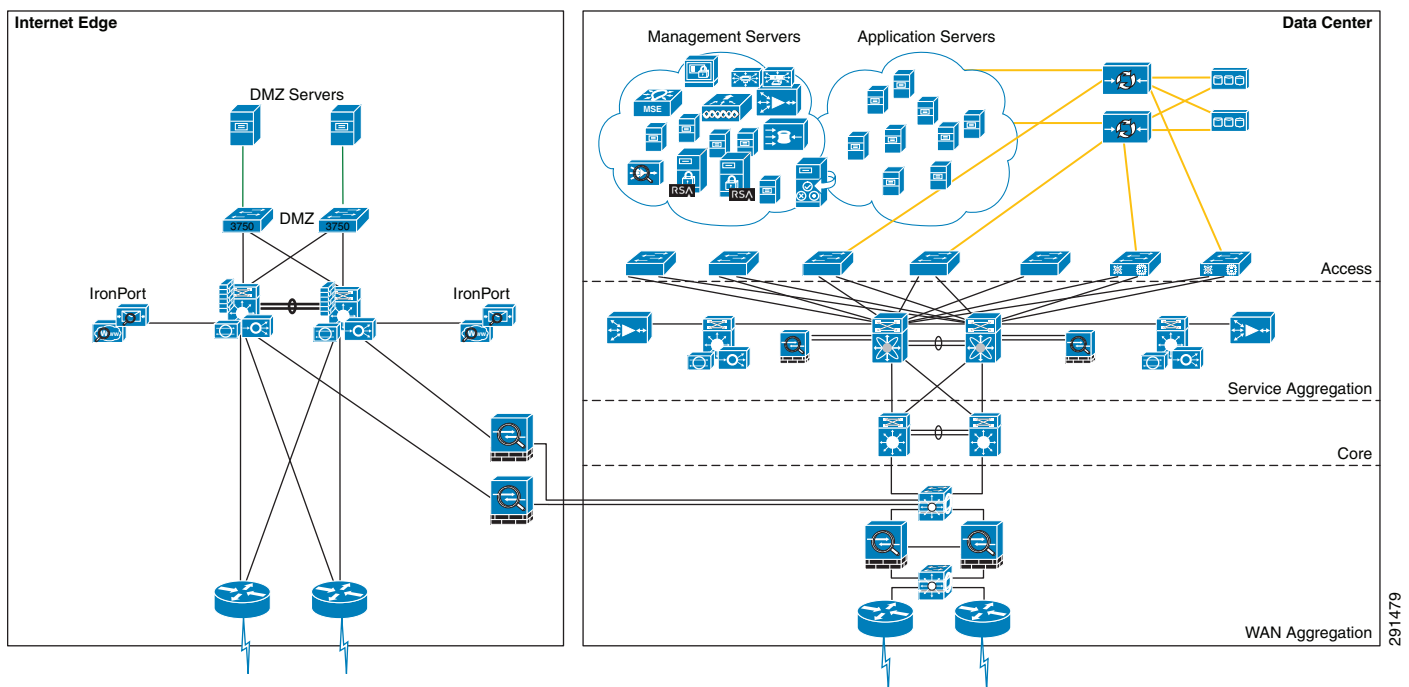 Internet Edge
Data Center
Management Servers
Application Servers
DMZ Servers
MSE
RSA
RSA
DMZ
3750
3750
Access
IronPort
IronPort
W
W
Service Aggregation
Core
WAN Aggregation
291479